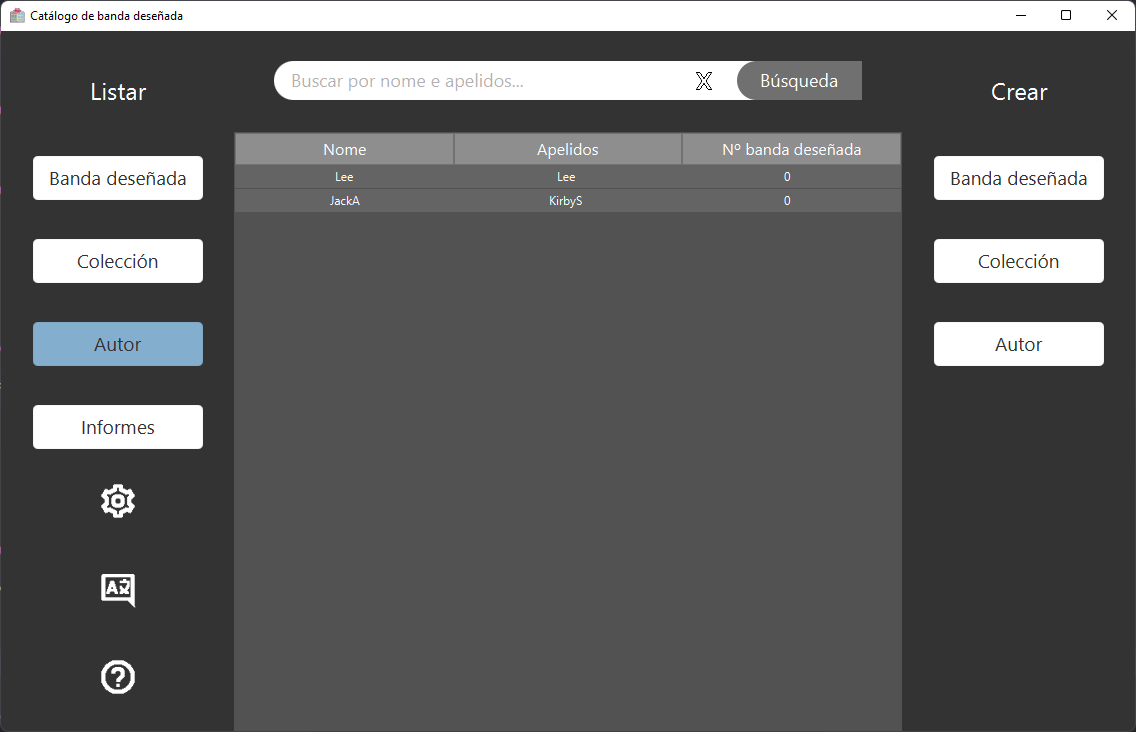 Catálogo de banda deseñada
Listar
Buscar por nome e apelidos...
X
Búsqueda
Crear
Nome Apelidos Nº banda deseñada
Lee Lee 0
JackA KirbyS 0
Banda deseñada
Colección
Autor
Informes
A
?
Banda deseñada
Colección
Autor